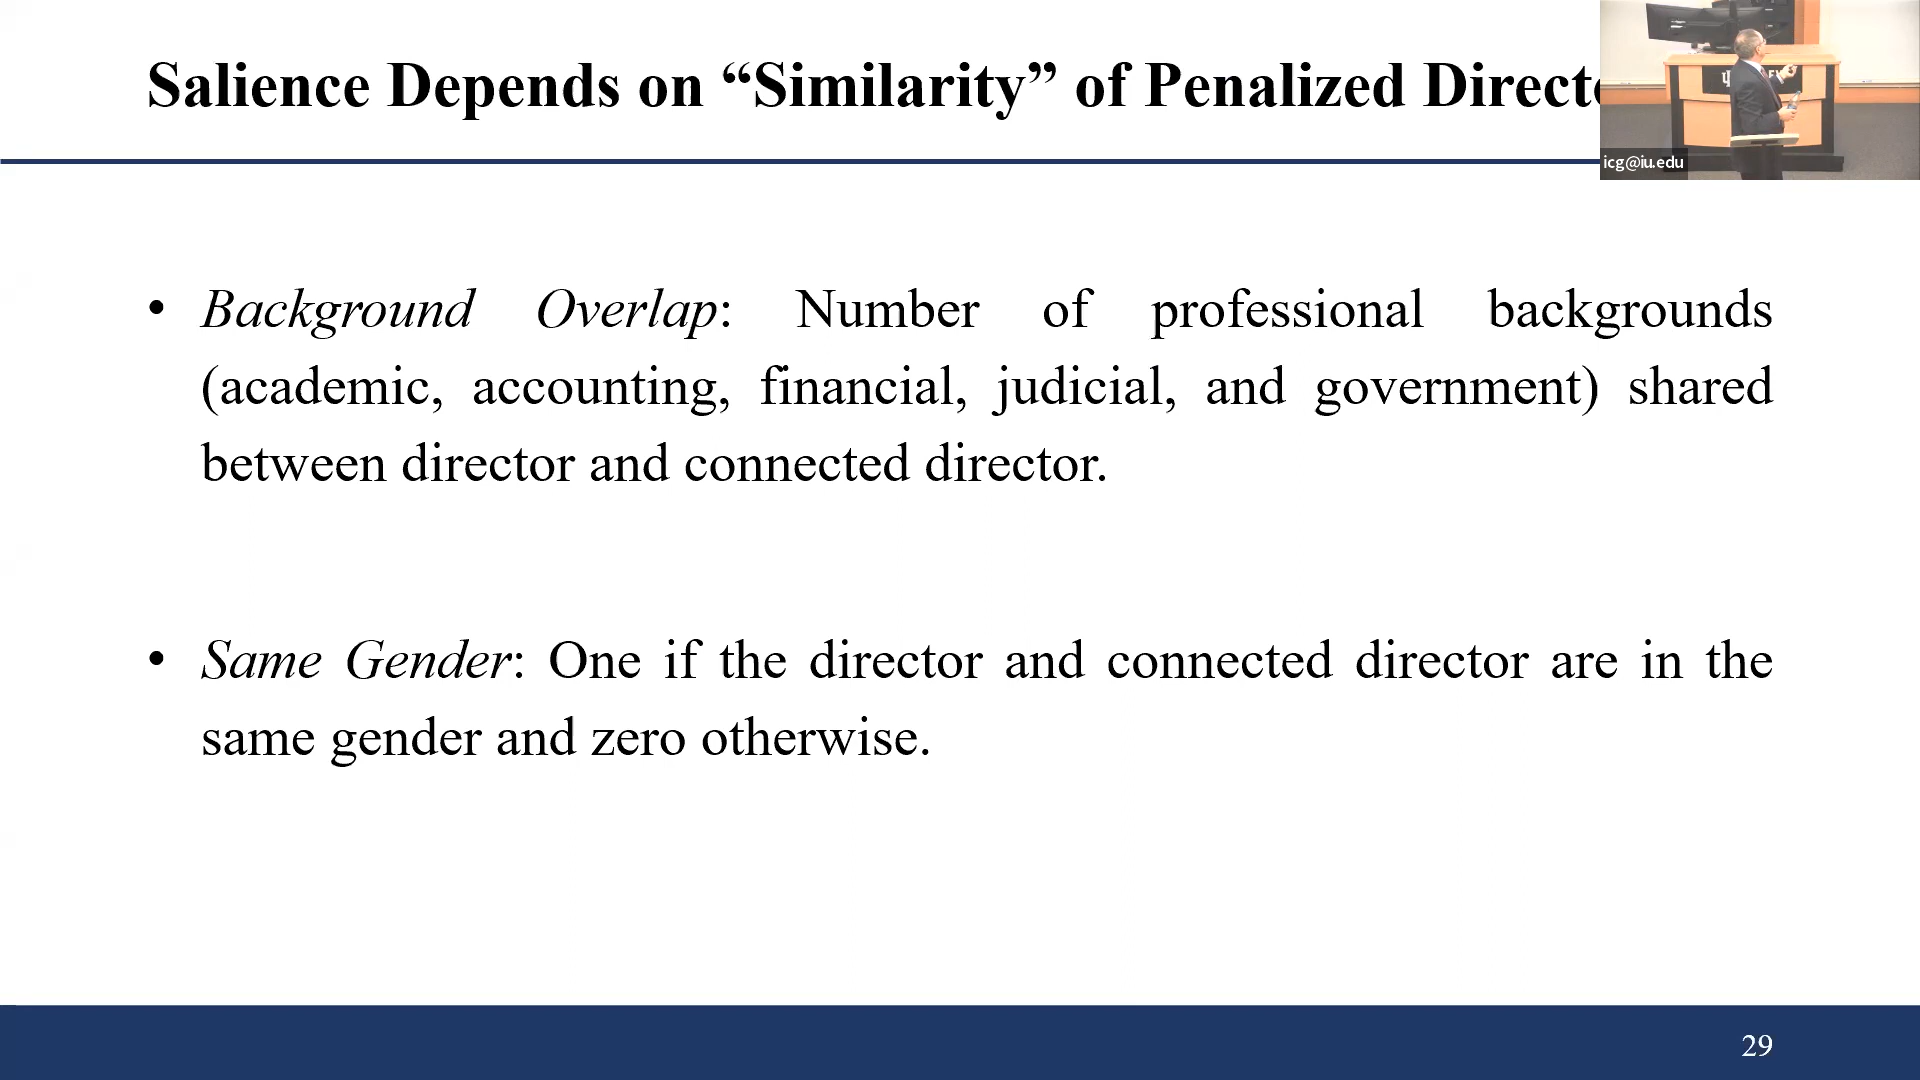 Salience Depends on “Similarity” of Penalized
icg@iu.edu
• Background Overlap: Number of professional backgrounds
(academic, accounting, financial, judicial, and government) shared
between director and connected director.
• Same Gender: One if the director and connected director are in the
same gender and zero otherwise.
29